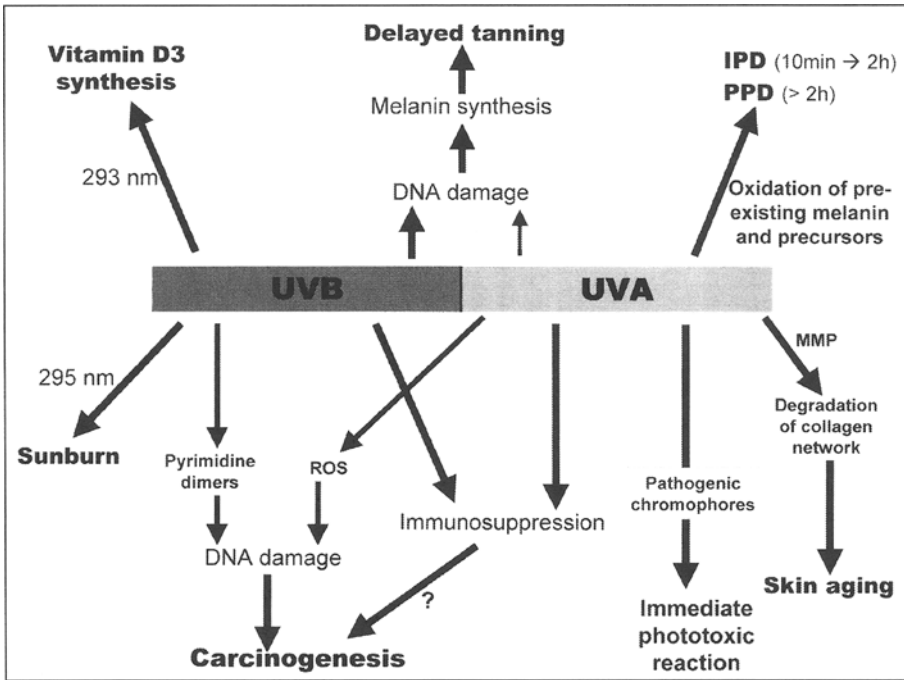 Vitamin D3
synthesis
Delayed tanning
IPD (10min → 2h)
PPD (> 2h)
Melanin synthesis
293 nm
DNA damage
Oxidation of pre-
existing melanin
and precursors
UVB
UVA
295 nm
MMP
Sunburn
Pyrimidine
dimers
ROS
Degradation
of collagen
network
Pathogenic
chromophores
Immunosuppression
DNA damage
?
Skin aging
Carcinogenesis
Immediate
phototoxic
reaction